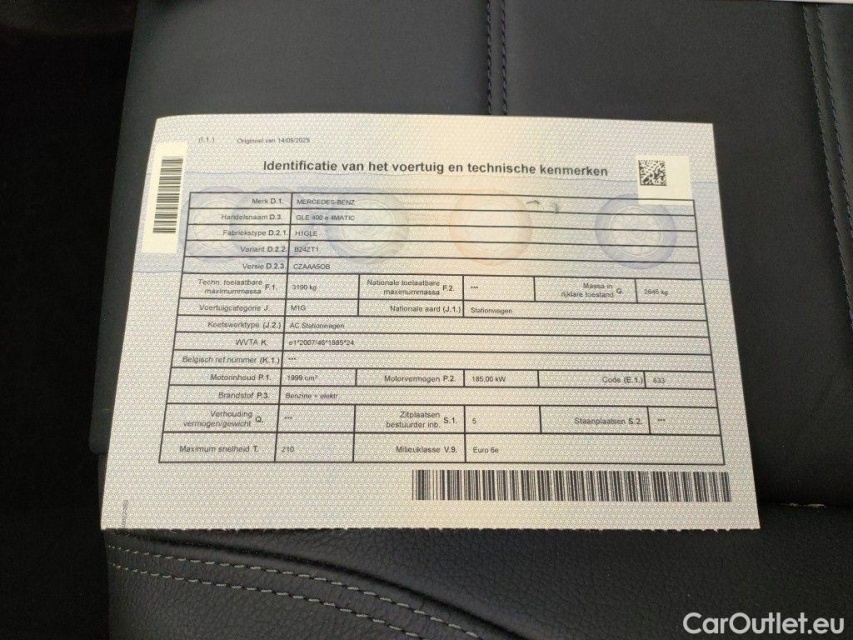 (I.1.) Origineel van 14/05/2025
Identificatie van het voertuig en technische kenmerken
Merk D.1. MERCEDES-BENZ
Handelsnaam D.3. GLE 400 e 4MATIC
Fabriekstype D.2.1. H1GLE
Variant D.2.2. B24ZT1
Versie D.2.3. CZAAA5OB
Techn. toelaatbare maximummassa F.1. 3190 kg Nationale toelaatbare maximummassa F.2. --- Massa in rijklare toestand G. kg
Voertuigcategorie J. M1G Nationale aard (J.1.) Stationwagen
Koetswerktype (J.2.) AC Stationwagen
WVTA K. e1*2007/46*1885*24
Belgisch ref.nummer (K.1.) ---
Motorinhoud P.1. 1999 cm³ Motorvermogen P.2. 185,00 kW Code (E.1.) 633
Brandstof P.3. Benzine + elektr.
Verhouding vermogen/gewicht Q. --- Zitplaatsen bestuurder inb. S.1. 5 Staanplaatsen S.2. ---
Maximum snelheid T. 210 Milieuklasse V.9. Euro 6e
CarOutlet.eu